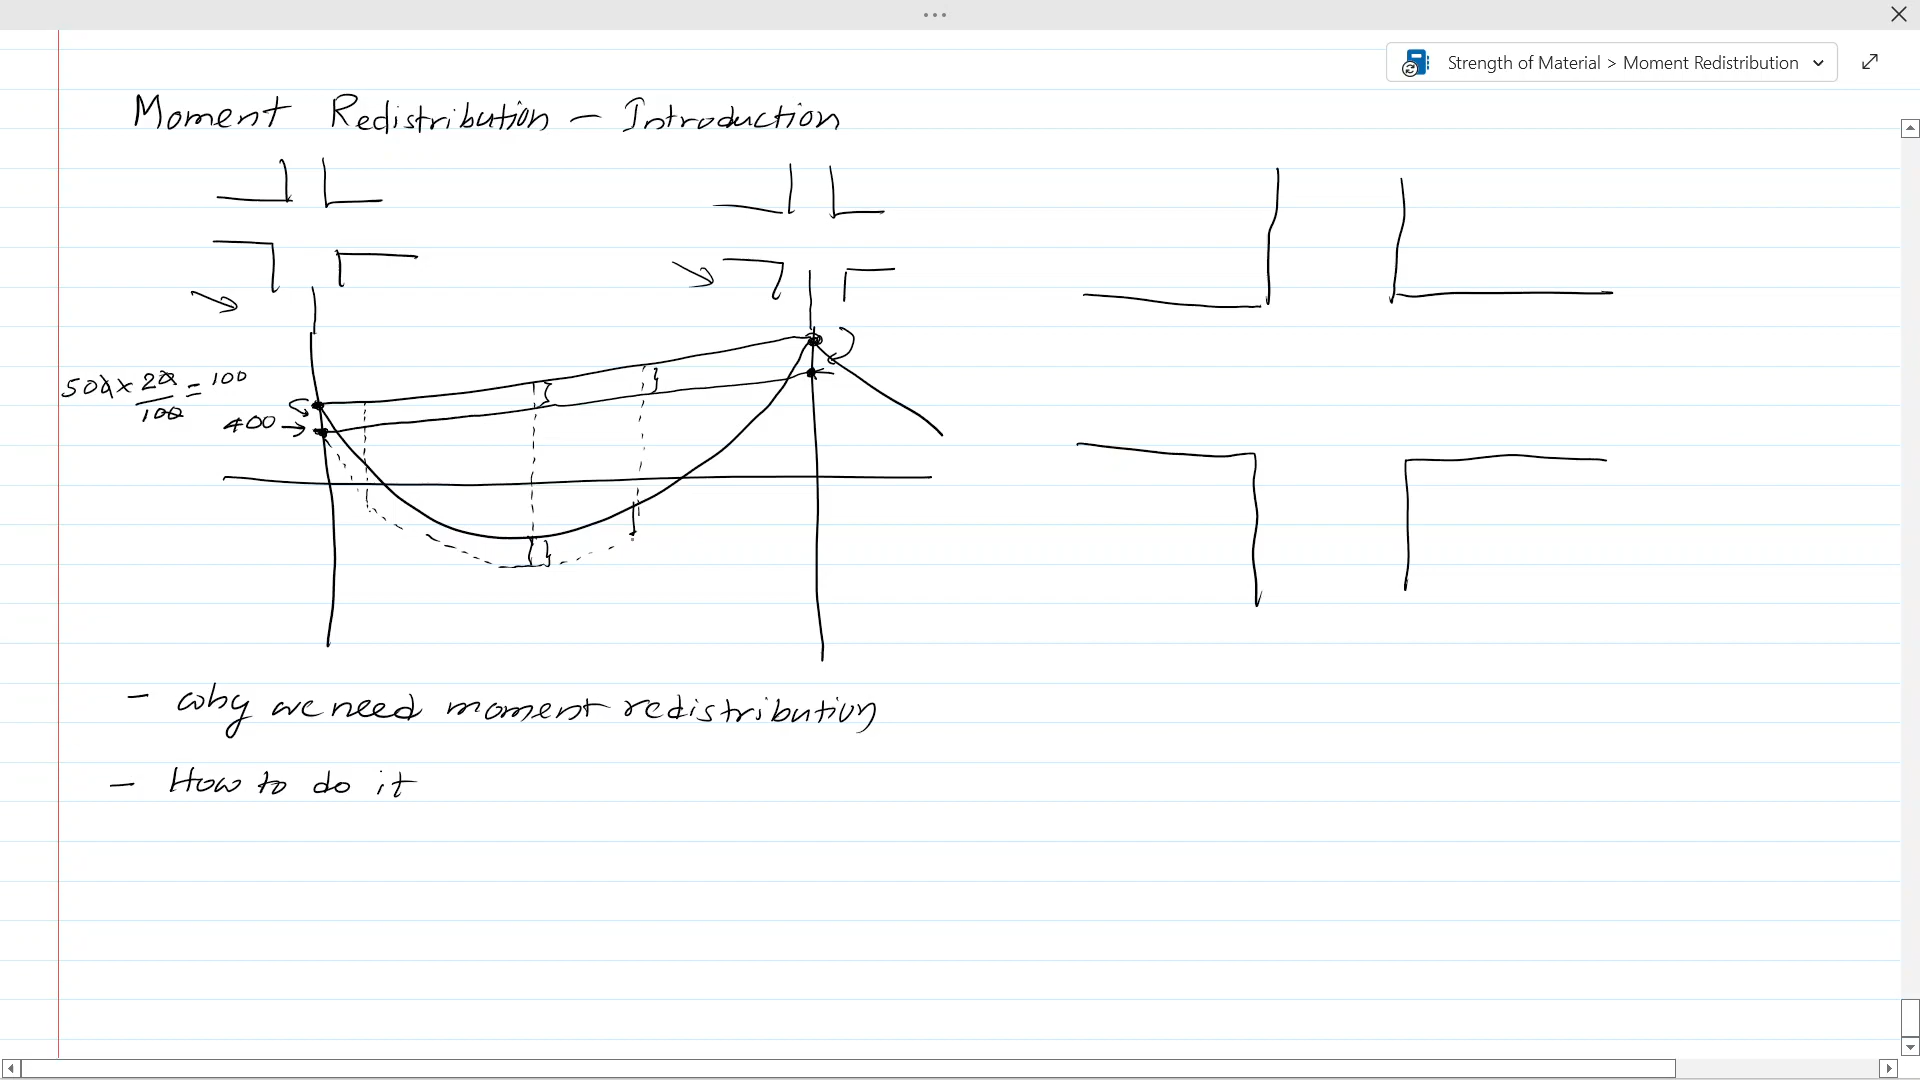 Strength of Material > Moment Redistribution
Moment Redistribution - Introduction
500 × 20 / 100 = 100
400
- why we need moment redistribution
- How to do it